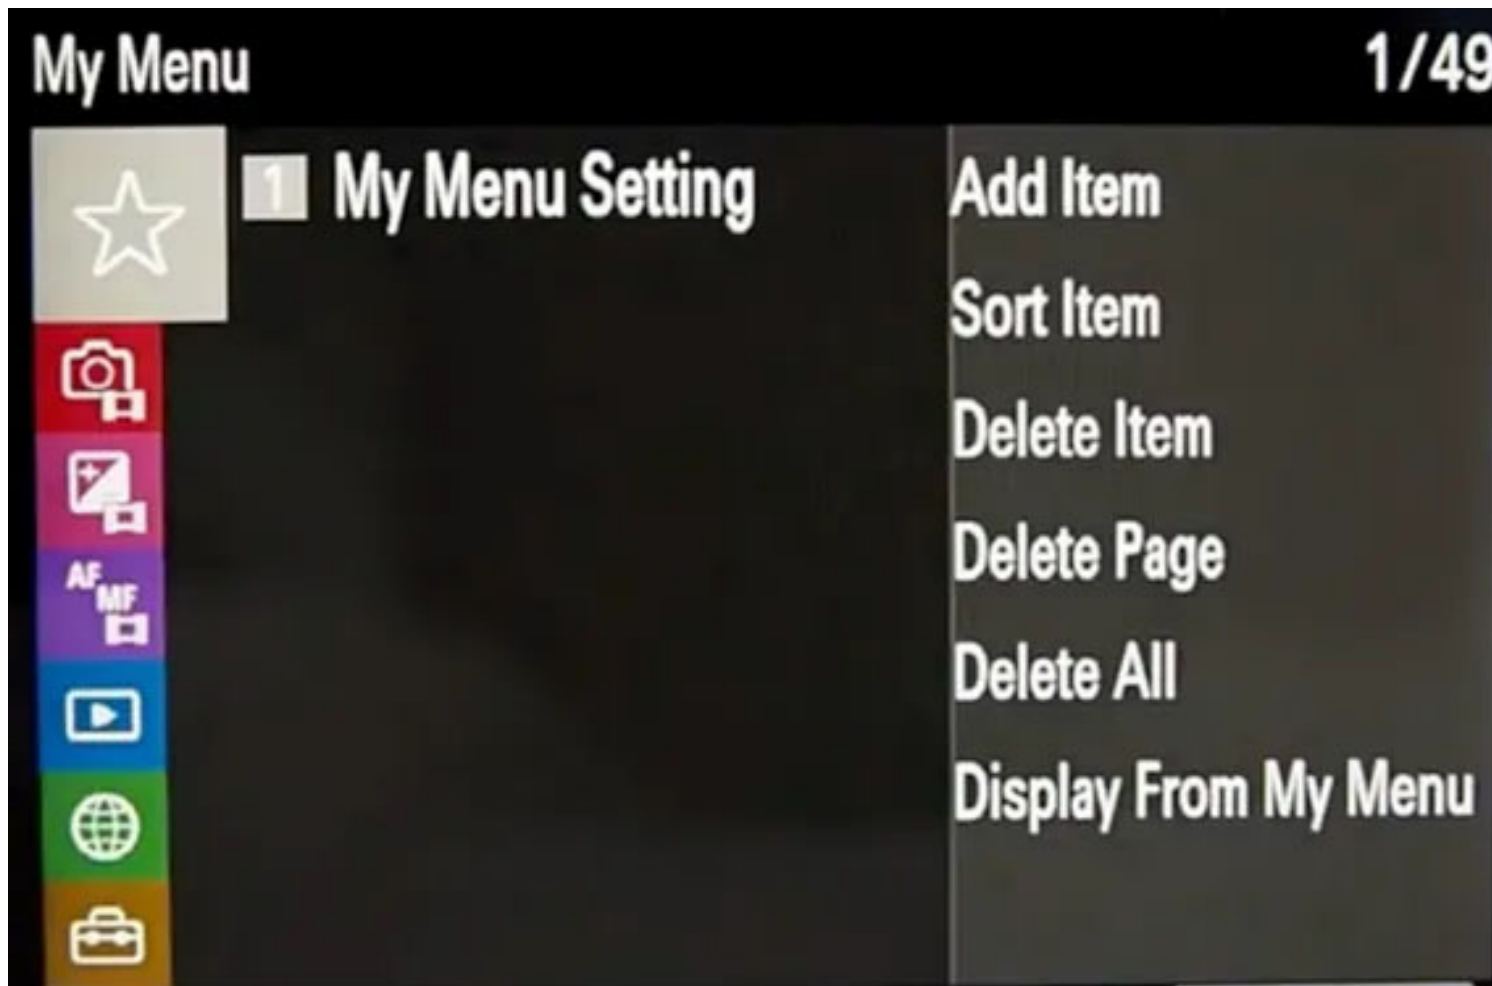 My Menu
1/49
1 My Menu Setting
Add Item
Sort Item
Delete Item
Delete Page
Delete All
Display From My Menu
AF
MF